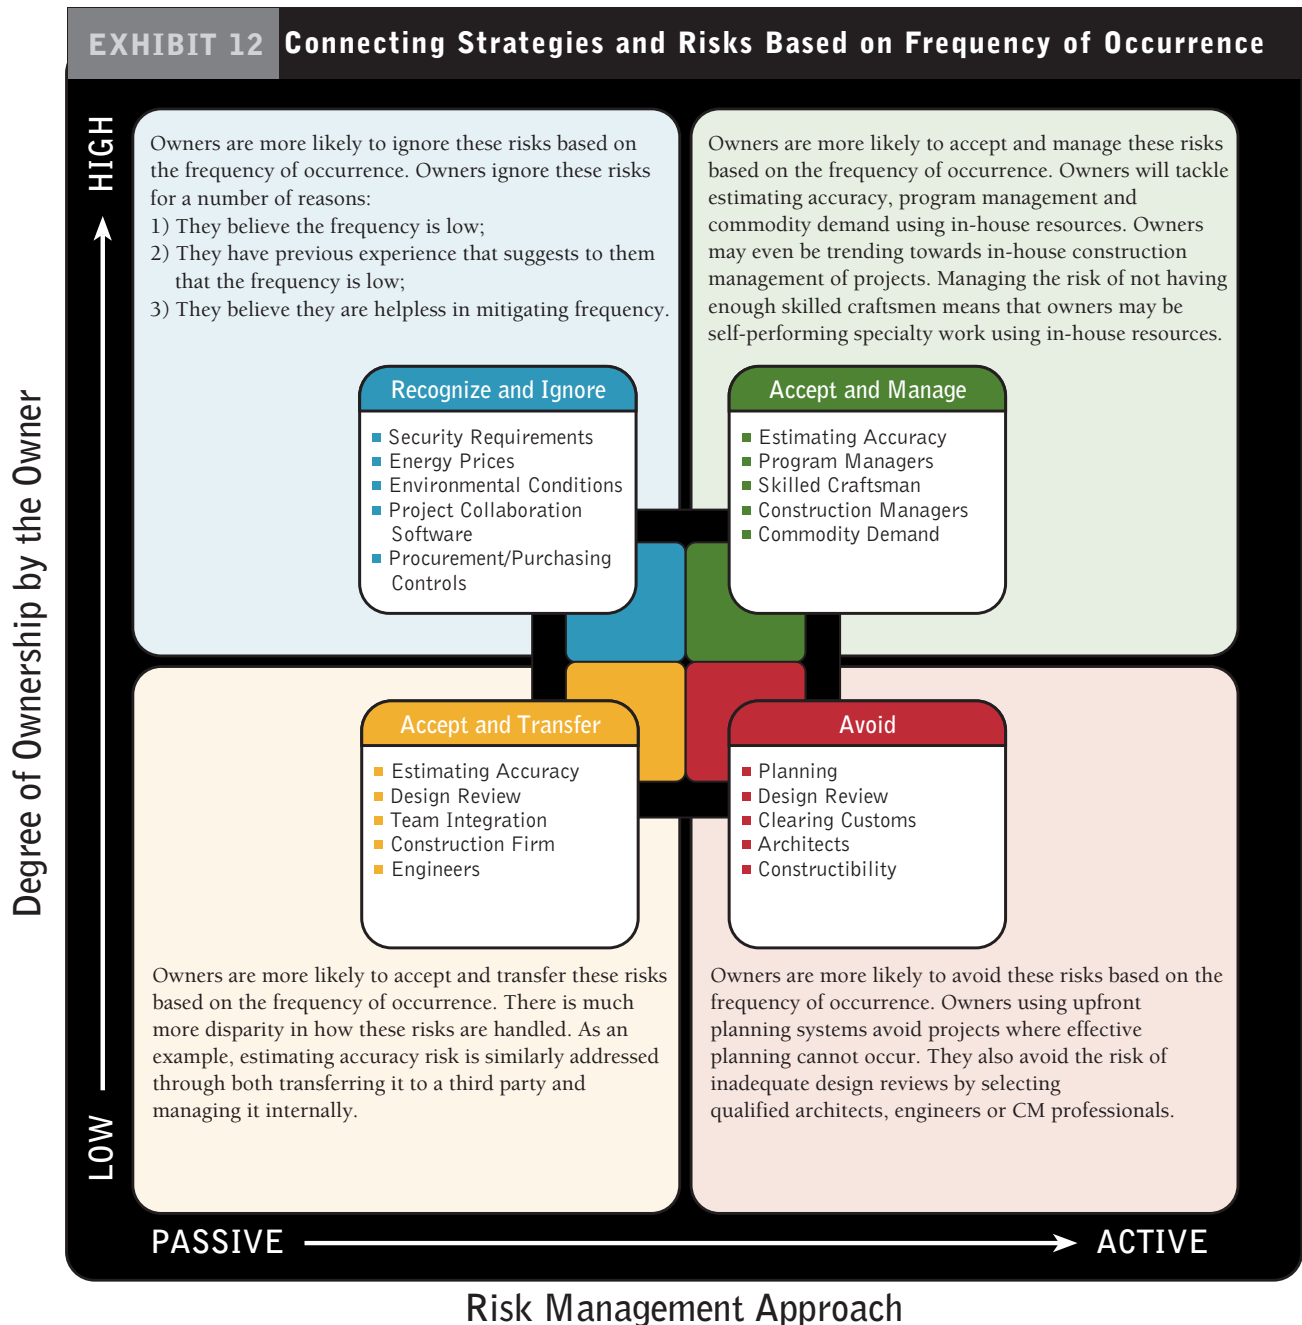 EXHIBIT 12
Connecting Strategies and Risks Based on Frequency of Occurrence
Degree of Ownership by the Owner
HIGH
Owners are more likely to ignore these risks based on
the frequency of occurrence. Owners ignore these risks
for a number of reasons:
1) They believe the frequency is low;
2) They have previous experience that suggests to them
that the frequency is low;
3) They believe they are helpless in mitigating frequency.
Recognize and Ignore
Security Requirements
Energy Prices
Environmental Conditions
Project Collaboration
Software
Procurement/Purchasing
Controls
Owners are more likely to accept and manage these risks
based on the frequency of occurrence. Owners will tackle
estimating accuracy, program management and
commodity demand using in-house resources. Owners
may even be trending towards in-house construction
management of projects. Managing the risk of not having
enough skilled craftsmen means that owners may be
self-performing specialty work using in-house resources.
Accept and Manage
Estimating Accuracy
Program Managers
Skilled Craftsman
Construction Managers
Commodity Demand
Accept and Transfer
Estimating Accuracy
Design Review
Team Integration
Construction Firm
Engineers
Owners are more likely to accept and transfer these risks
based on the frequency of occurrence. There is much
more disparity in how these risks are handled. As an
example, estimating accuracy risk is similarly addressed
through both transferring it to a third party and
managing it internally.
Avoid
Planning
Design Review
Clearing Customs
Architects
Constructibility
Owners are more likely to avoid these risks based on the
frequency of occurrence. Owners using upfront
planning systems avoid projects where effective
planning cannot occur. They also avoid the risk of
inadequate design reviews by selecting
qualified architects, engineers or CM professionals.
LOW
PASSIVE
ACTIVE
Risk Management Approach